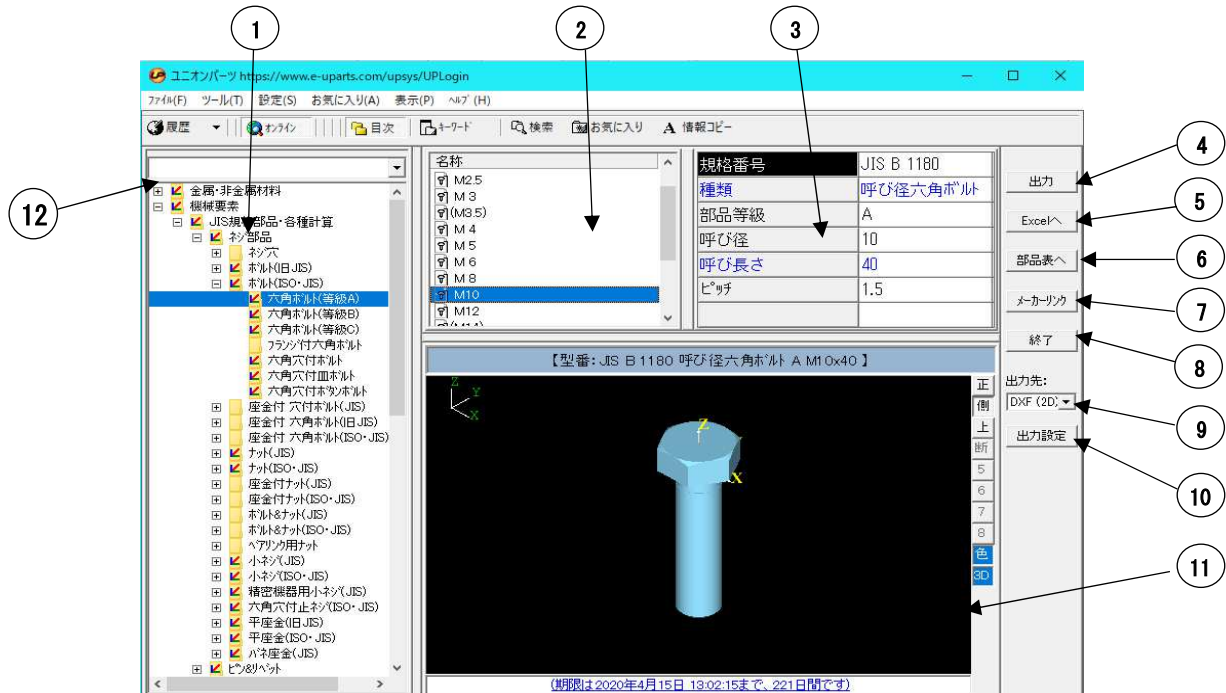 1
2
3
ユニオンパーツ https://www.e-uparts.com/upsys/UPLogin
ファイル(F) ツール(T) 設定(S) お気に入り(A) 表示(P) ヘルプ(H)
履歴 オンライン 目次 キーワード 検索 お気に入り A 情報コピー
12
金属・非金属材料
機械要素
JIS規格部品・各種計算
ネジ部品
ネジ穴
ボルト(旧JIS)
ボルト(ISO・JIS)
六角ボルト(等級A)
六角ボルト(等級B)
六角ボルト(等級C)
フランジ付六角ボルト
六角穴付ボルト
六角穴付皿ボルト
六角穴付ボタンボルト
座金付 穴付ボルト(JIS)
座金付 六角ボルト(旧JIS)
座金付 六角ボルト(ISO・JIS)
ナット(JIS)
ナット(ISO・JIS)
座金付ナット(JIS)
座金付ナット(ISO・JIS)
ボルト&ナット(JIS)
ボルト&ナット(ISO・JIS)
ベアリング用ナット
小ネジ(JIS)
小ネジ(ISO・JIS)
精密機器用小ネジ(JIS)
六角穴付止ネジ(ISO・JIS)
平座金(旧JIS)
平座金(ISO・JIS)
バネ座金(JIS)
ピン&リベット
名称
M2.5
M 3
(M3.5)
M 4
M 5
M 6
M 8
M10
M12
(M14)
規格番号 JIS B 1180
種類 呼び径六角ボルト
部品等級 A
呼び径 10
呼び長さ 40
ピッチ 1.5
【型番: JIS B 1180 呼び径六角ボルト A M10x40 】
Z
Y
X
Z
X
正
側
上
断
5
6
7
8
色
3D
(期限は2020年4月15日 13:02:15まで、221日間です)
出力
Excelへ
部品表へ
メーカーリンク
終了
出力先:
DXF (2D)
出力設定
4
5
6
7
8
9
10
11